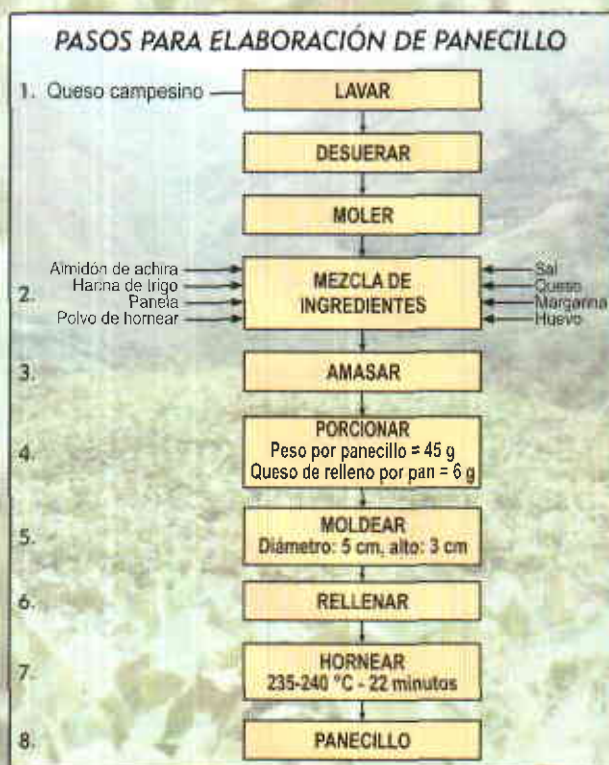 PASOS PARA ELABORACIÓN DE PANECILLO
1. Queso campesino
LAVAR
DESUERAR
MOLER
2.
Almidón de achira
Harina de trigo
Panela
Polvo de hornear
MEZCLA DE
INGREDIENTES
Sal
Queso
Margarina
Huevo
3.
AMASAR
4.
PORCIONAR
Peso por panecillo = 45 g
Queso de relleno por pan = 6 g
5.
MOLDEAR
Diámetro: 5 cm, alto: 3 cm
6.
RELLENAR
7.
HORNEAR
235-240 °C - 22 minutos
8.
PANECILLO